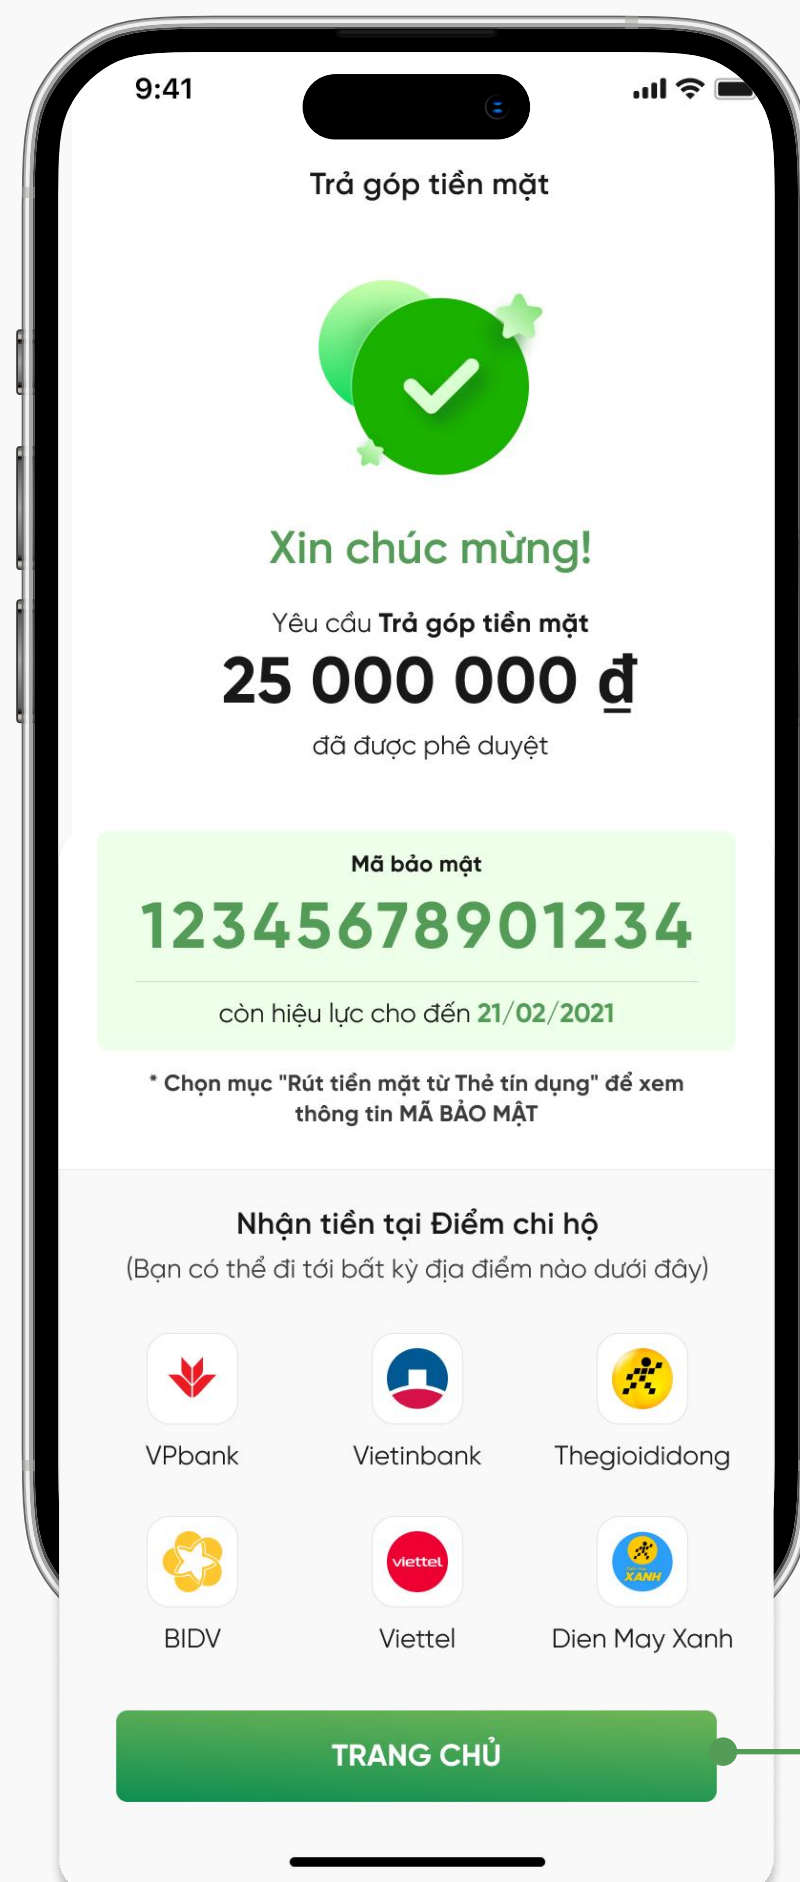 9:41
Trả góp tiền mặt
Xin chúc mừng!
Yêu cầu Trả góp tiền mặt
25 000 000 ₫
đã được phê duyệt
Mã bảo mật
12345678901234
còn hiệu lực cho đến 21/02/2021
* Chọn mục "Rút tiền mặt từ Thẻ tín dụng" để xem
thông tin MÃ BẢO MẬT
Nhận tiền tại Điểm chi hộ
(Bạn có thể đi tới bất kỳ địa điểm nào dưới đây)
VPbank Vietinbank Thegioididong
viettel
XANH
BIDV Viettel Dien May Xanh
TRANG CHỦ